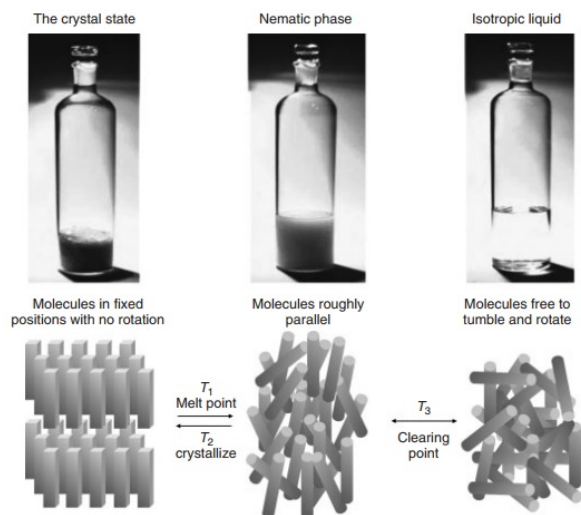 The crystal state
Nematic phase
Isotropic liquid
Molecules in fixed
positions with no rotation
Molecules roughly
parallel
Molecules free to
tumble and rotate
T1
Melt point
T2
crystallize
T3
Clearing
point